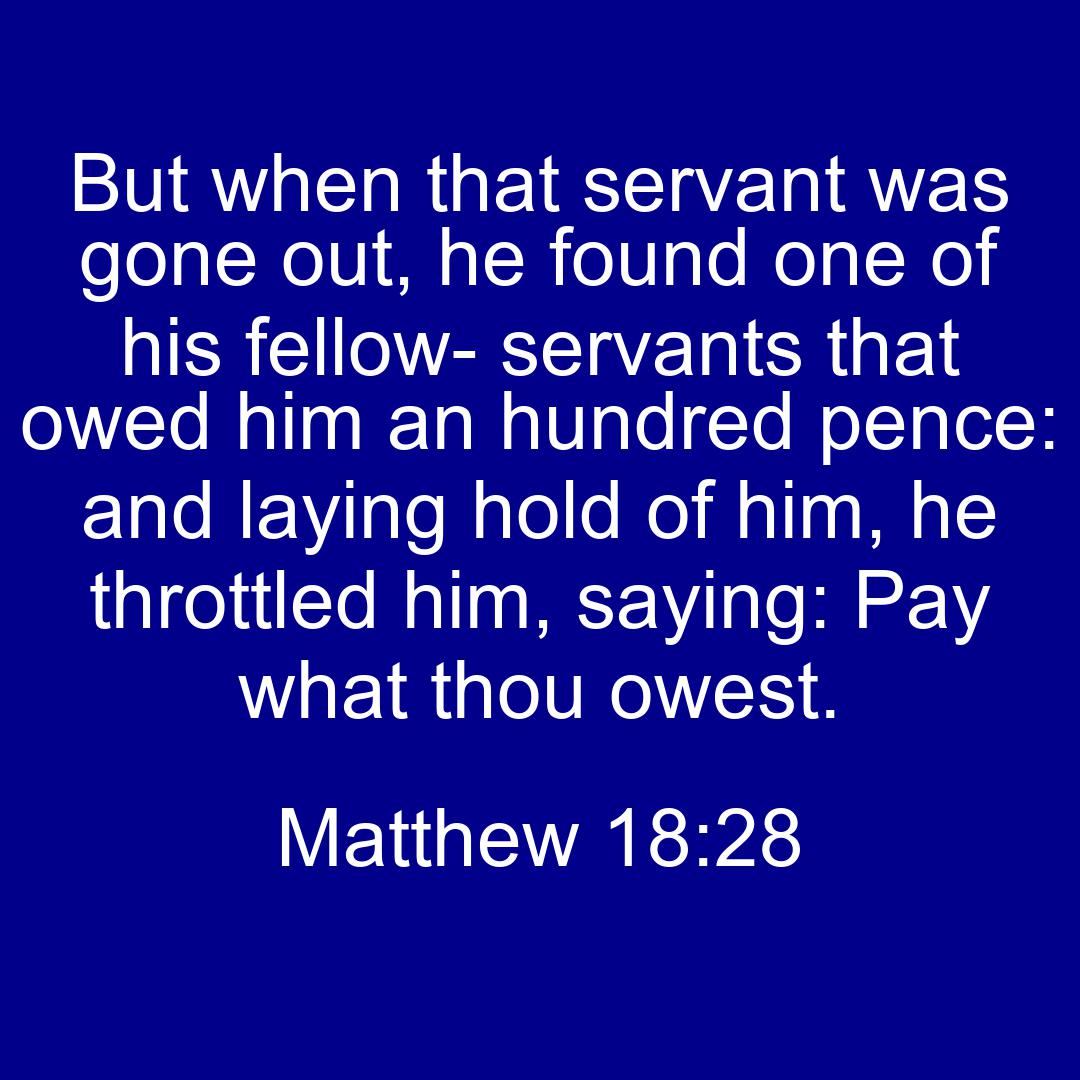 But when that servant was
gone out, he found one of
his fellow- servants that
owed him an hundred pence:
and laying hold of him, he
throttled him, saying: Pay
what thou owest.
Matthew 18:28